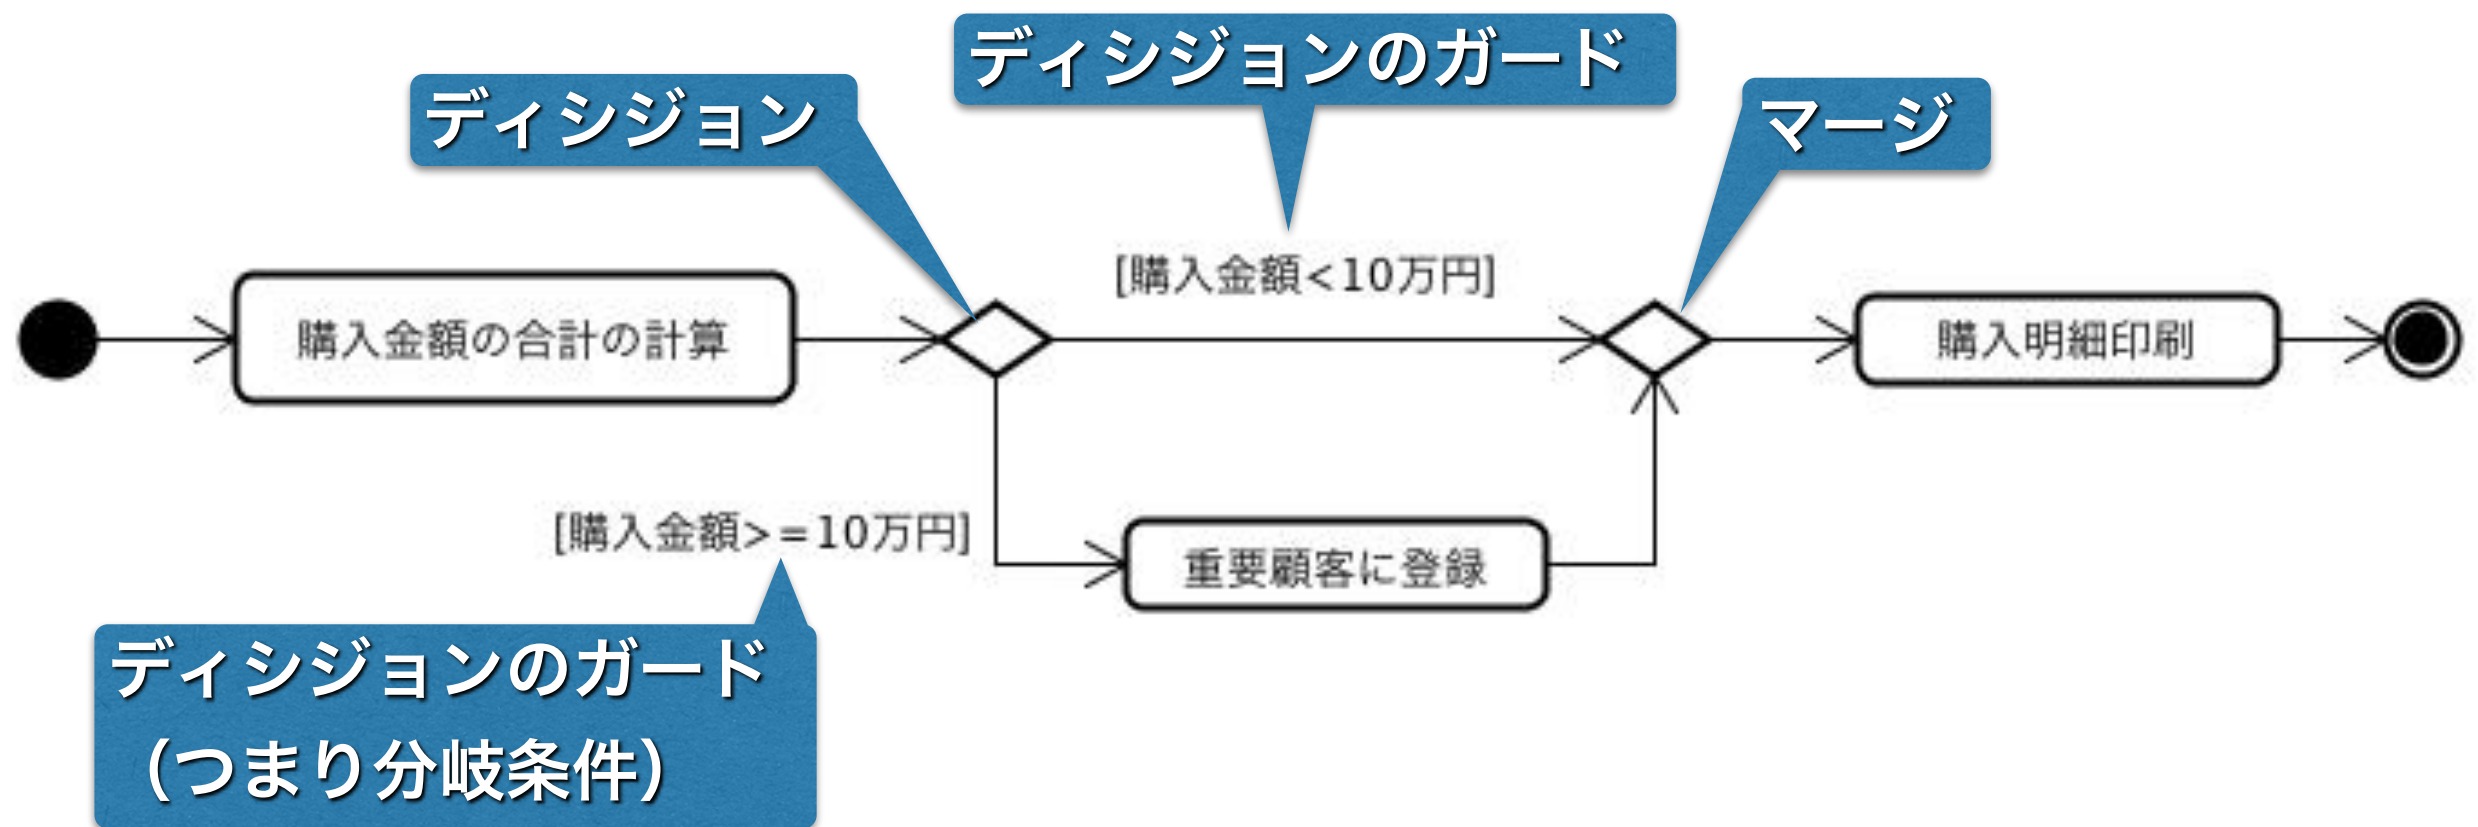 ディシジョンのガード
ディシジョン
マージ
[購入金額<10万円]
購入金額の合計の計算
購入明細印刷
[購入金額>=10万円]
重要顧客に登録
ディシジョンのガード
（つまり分岐条件）